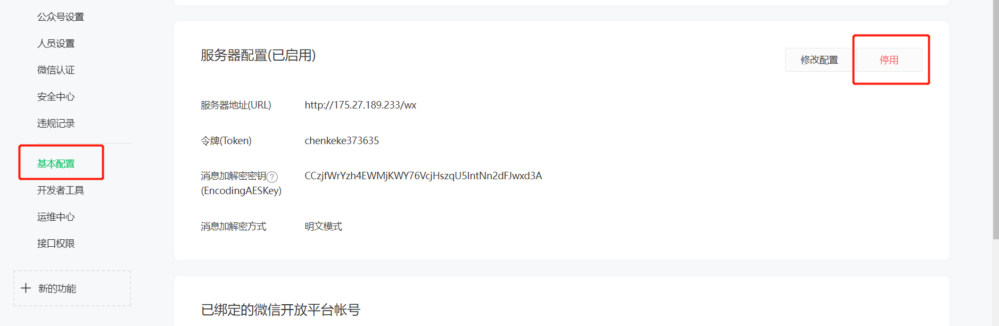 公众号设置
人员设置
微信认证
安全中心
违规记录
基本配置
开发者工具
运维中心
接口权限
新的功能
服务器配置(已启用)
修改配置
停用
服务器地址(URL)
http://175.27.189.233/wx
令牌(Token)
chenkeke373635
消息加解密密钥?
(EncodingAESKey)
CCzjfWrYzh4EWMjKWY76VcjHszqU5IntNn2dFJwxd3A
消息加解密方式
明文模式
已绑定的微信开放平台帐号